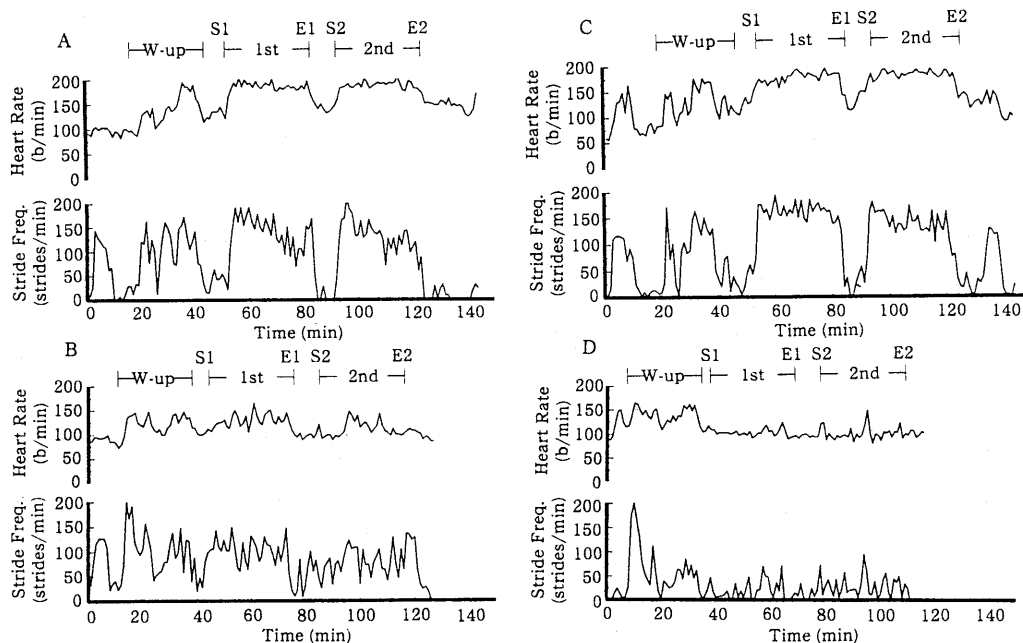 A
S1 E1 S2 E2
W-up 1st 2nd
Heart Rate
(b/min)
200
150
100
50
0
Stride Freq.
(strides/min)
200
150
100
50
0
0 20 40 60 80 100 120 140
Time (min)
B
S1 E1 S2 E2
W-up 1st 2nd
Heart Rate
(b/min)
200
150
100
50
0
Stride Freq.
(strides/min)
200
150
100
50
0
0 20 40 60 80 100 120 140
Time (min)
C
S1 E1 S2 E2
W-up 1st 2nd
Heart Rate
(b/min)
200
150
100
50
0
Stride Freq.
(strides/min)
200
150
100
50
0
0 20 40 60 80 100 120 140
Time (min)
D
S1 E1 S2 E2
W-up 1st 2nd
Heart Rate
(b/min)
200
150
100
50
0
Stride Freq.
(strides/min)
200
150
100
50
0
0 20 40 60 80 100 120 140
Time (min)